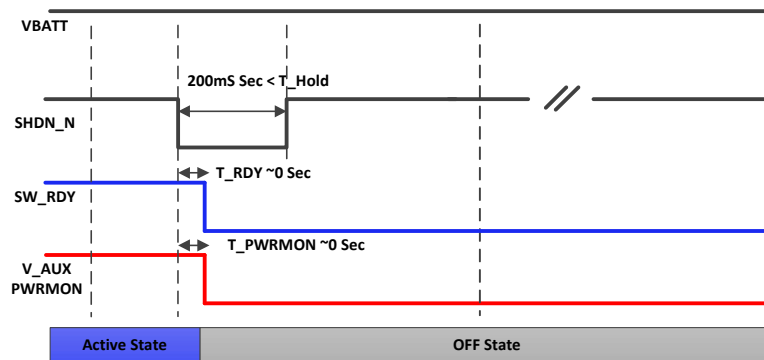 VBATT
200mS Sec < T_Hold
SHDN_N
T_RDY ~0 Sec
SW_RDY
T_PWRMON ~0 Sec
V_AUX
PWRMON
Active State
OFF State